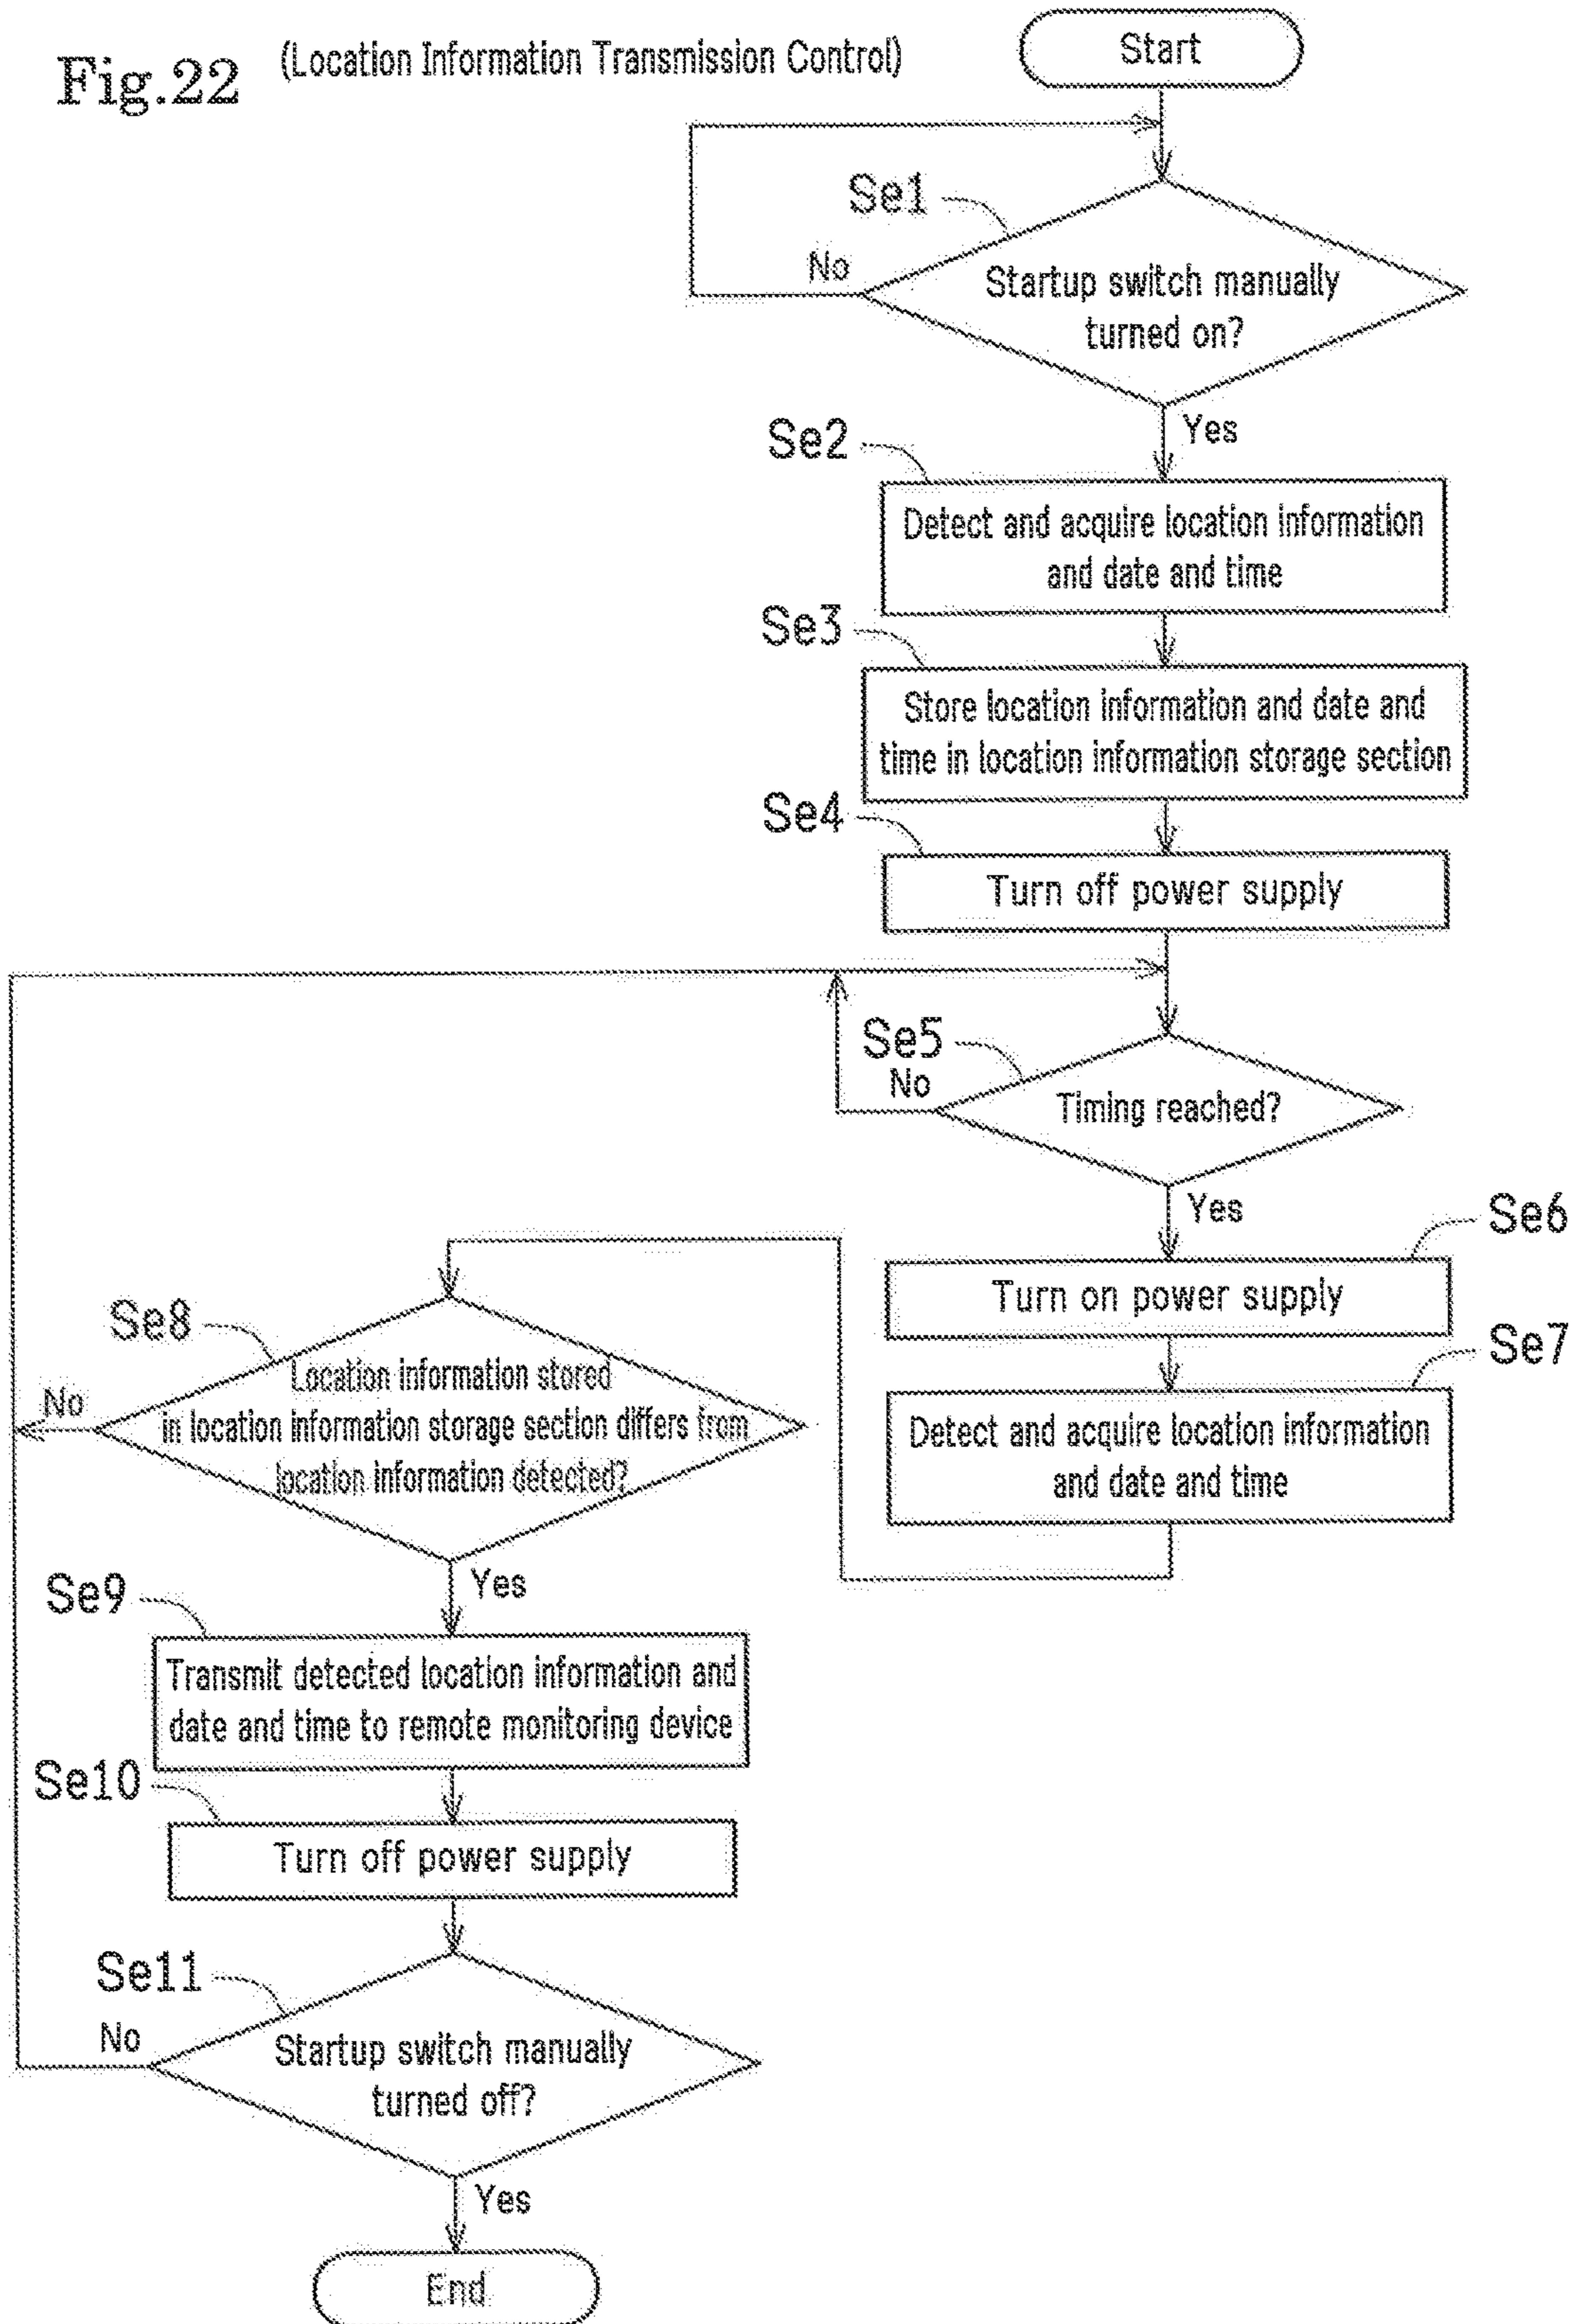 Fig.22 (Location Information Transmission Control)
Start
Se1
No
Startup switch manually
turned on?
Yes
Se2
Detect and acquire location information
and date and time
Se3
Store location information and date and
time in location information storage section
Se4
Turn off power supply
Se5
No
Timing reached?
Yes
Se6
Turn on power supply
Se7
Detect and acquire location information
and date and time
Se8
No
Location information stored
in location information storage section differs from
location information detected?
Yes
Se9
Transmit detected location information and
date and time to remote monitoring device
Se10
Turn off power supply
Se11
No
Startup switch manually
turned off?
Yes
End